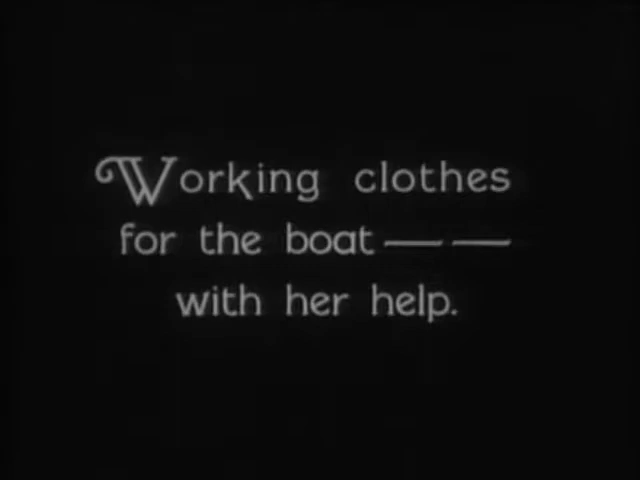 Working clothes
for the boat — —
with her help.